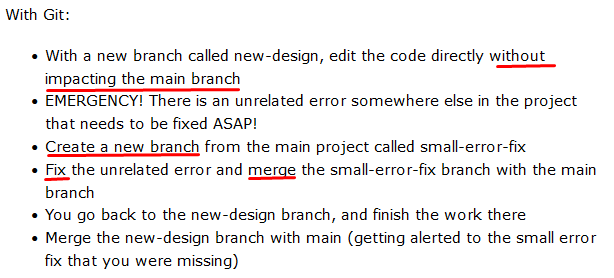 With Git:
• With a new branch called new-design, edit the code directly without
impacting the main branch
• EMERGENCY! There is an unrelated error somewhere else in the project
that needs to be fixed ASAP!
• Create a new branch from the main project called small-error-fix
• Fix the unrelated error and merge the small-error-fix branch with the main
branch
• You go back to the new-design branch, and finish the work there
• Merge the new-design branch with main (getting alerted to the small error
fix that you were missing)